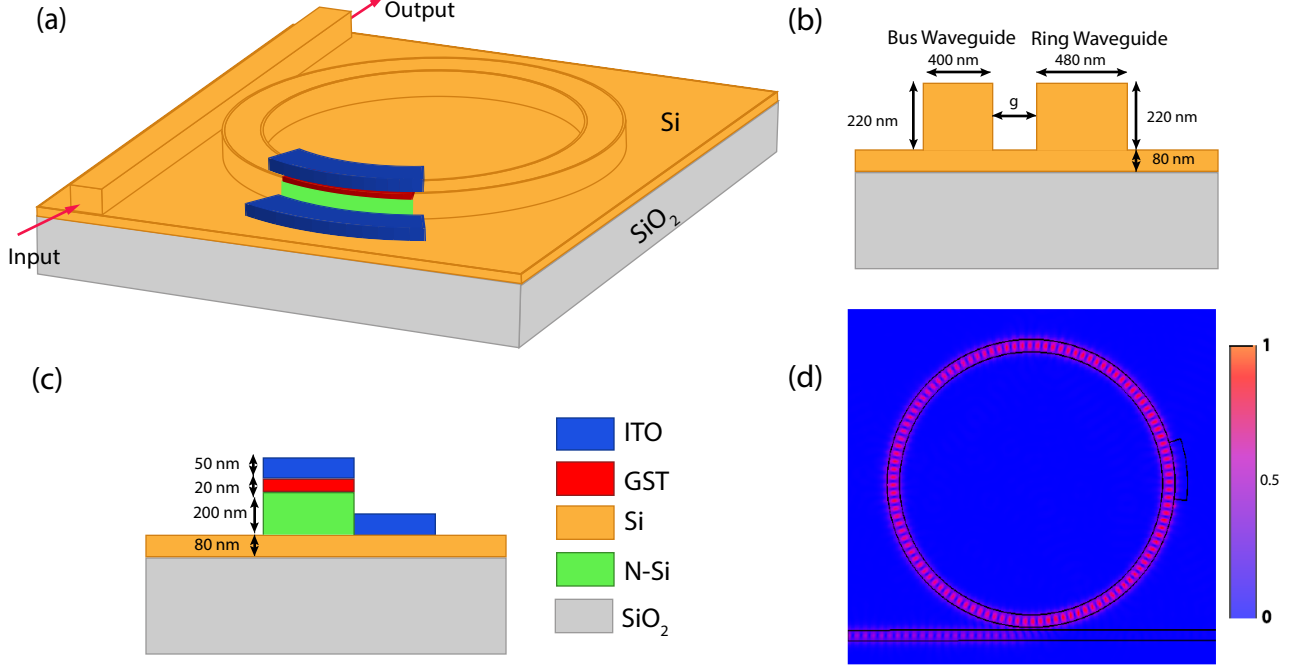 (a)
Output
Si
SiO2
Input
(b)
Bus Waveguide
Ring Waveguide
400 nm
480 nm
g
220 nm
220 nm
80 nm
(c)
50 nm
20 nm
200 nm
80 nm
ITO
GST
Si
N-Si
SiO2
(d)
1
0.5
0